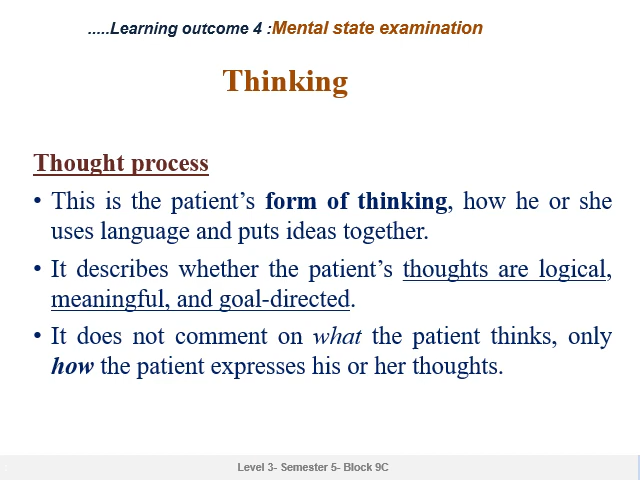 .....Learning outcome 4 :Mental state examination
Thinking
Thought process
• This is the patient’s form of thinking, how he or she
uses language and puts ideas together.
• It describes whether the patient’s thoughts are logical,
meaningful, and goal-directed.
• It does not comment on what the patient thinks, only
how the patient expresses his or her thoughts.
Level 3- Semester 5- Block 9C